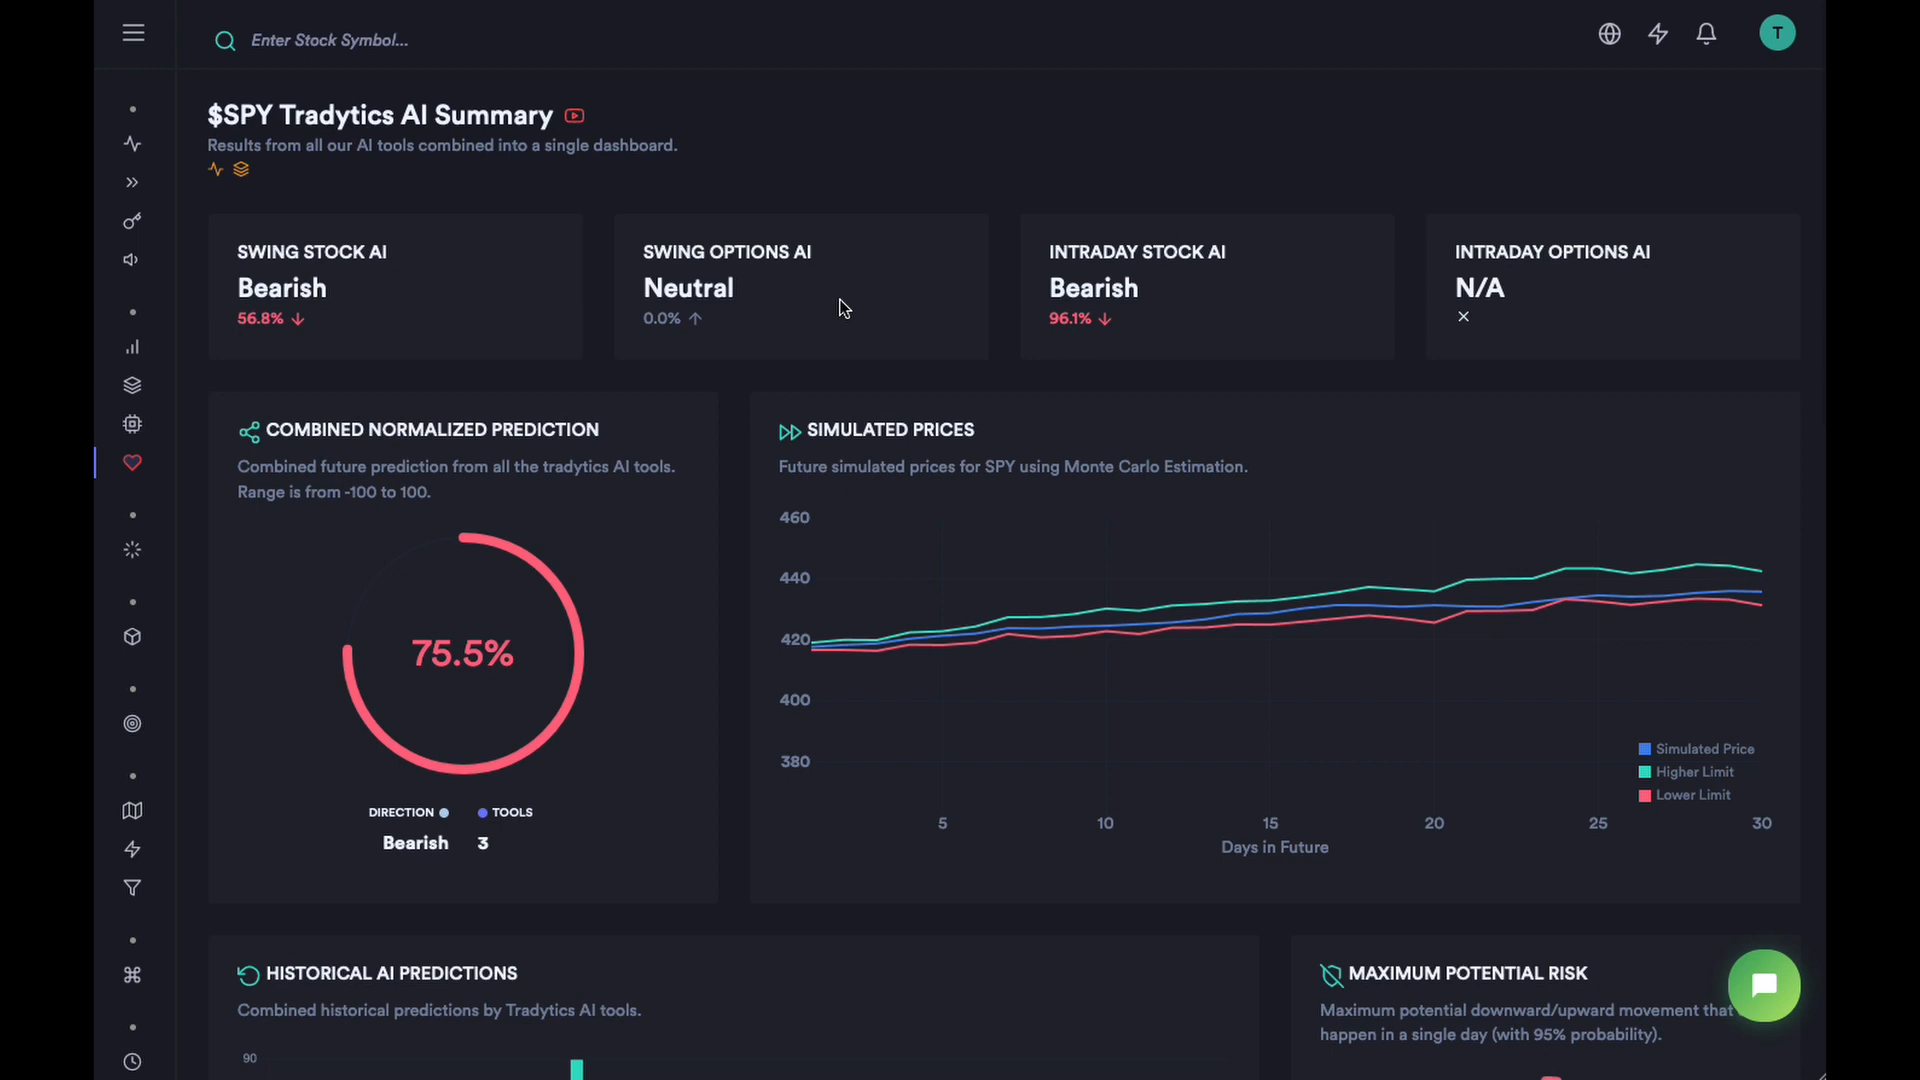 Enter Stock Symbol...
T
$SPY Tradytics AI Summary
Results from all our AI tools combined into a single dashboard.
SWING STOCK AI
Bearish
56.8%
SWING OPTIONS AI
Neutral
0.0%
INTRADAY STOCK AI
Bearish
96.1%
INTRADAY OPTIONS AI
N/A
COMBINED NORMALIZED PREDICTION
Combined future prediction from all the tradytics AI tools.
Range is from -100 to 100.
75.5%
DIRECTION
TOOLS
Bearish
3
SIMULATED PRICES
Future simulated prices for SPY using Monte Carlo Estimation.
460
440
420
400
380
Simulated Price
Higher Limit
Lower Limit
5 10 15 20 25 30
Days in Future
HISTORICAL AI PREDICTIONS
Combined historical predictions by Tradytics AI tools.
90
MAXIMUM POTENTIAL RISK
Maximum potential downward/upward movement that
happen in a single day (with 95% probability).